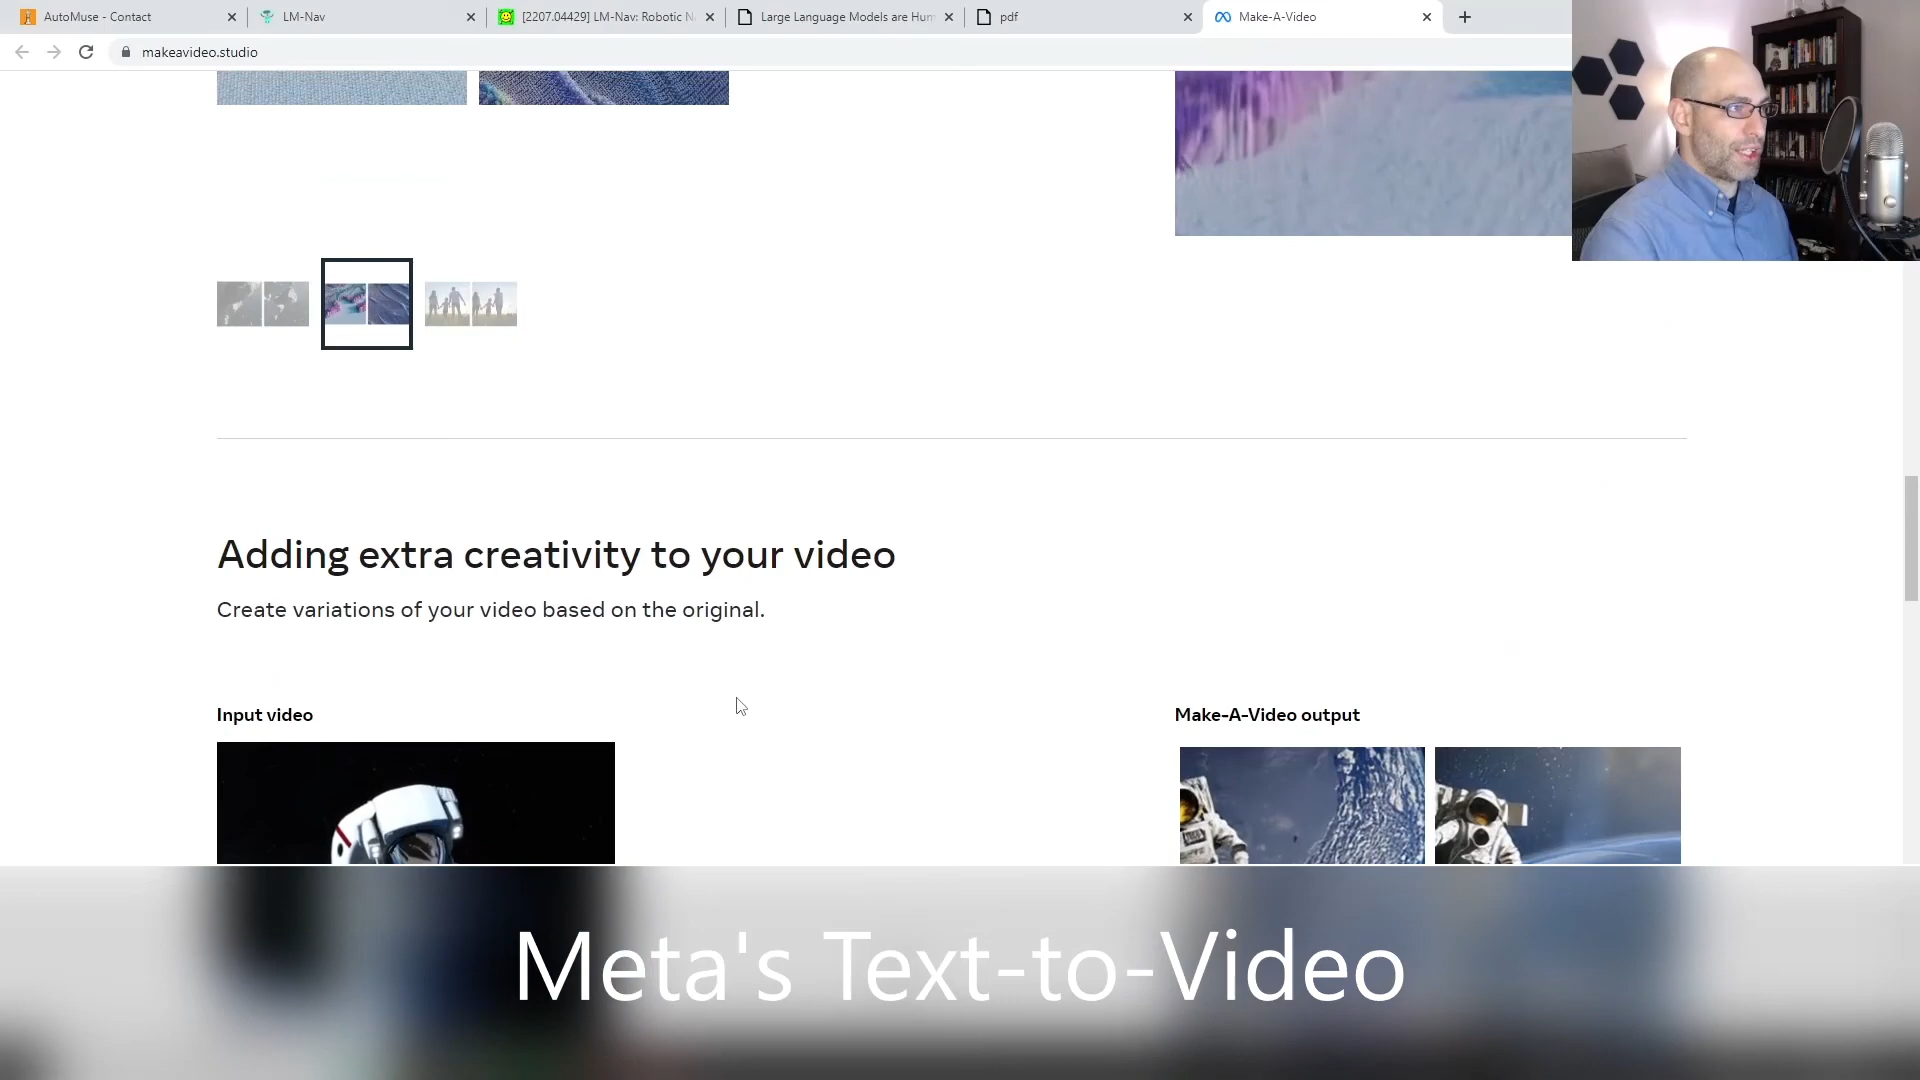 AutoMuse - Contact
LM-Nav
[2207.04429] LM-Nav: Robotic N
Large Language Models are Hum
pdf
Make-A-Video
makeavideo.studio
Adding extra creativity to your video
Create variations of your video based on the original.
Input video
Make-A-Video output
Meta's Text-to-Video